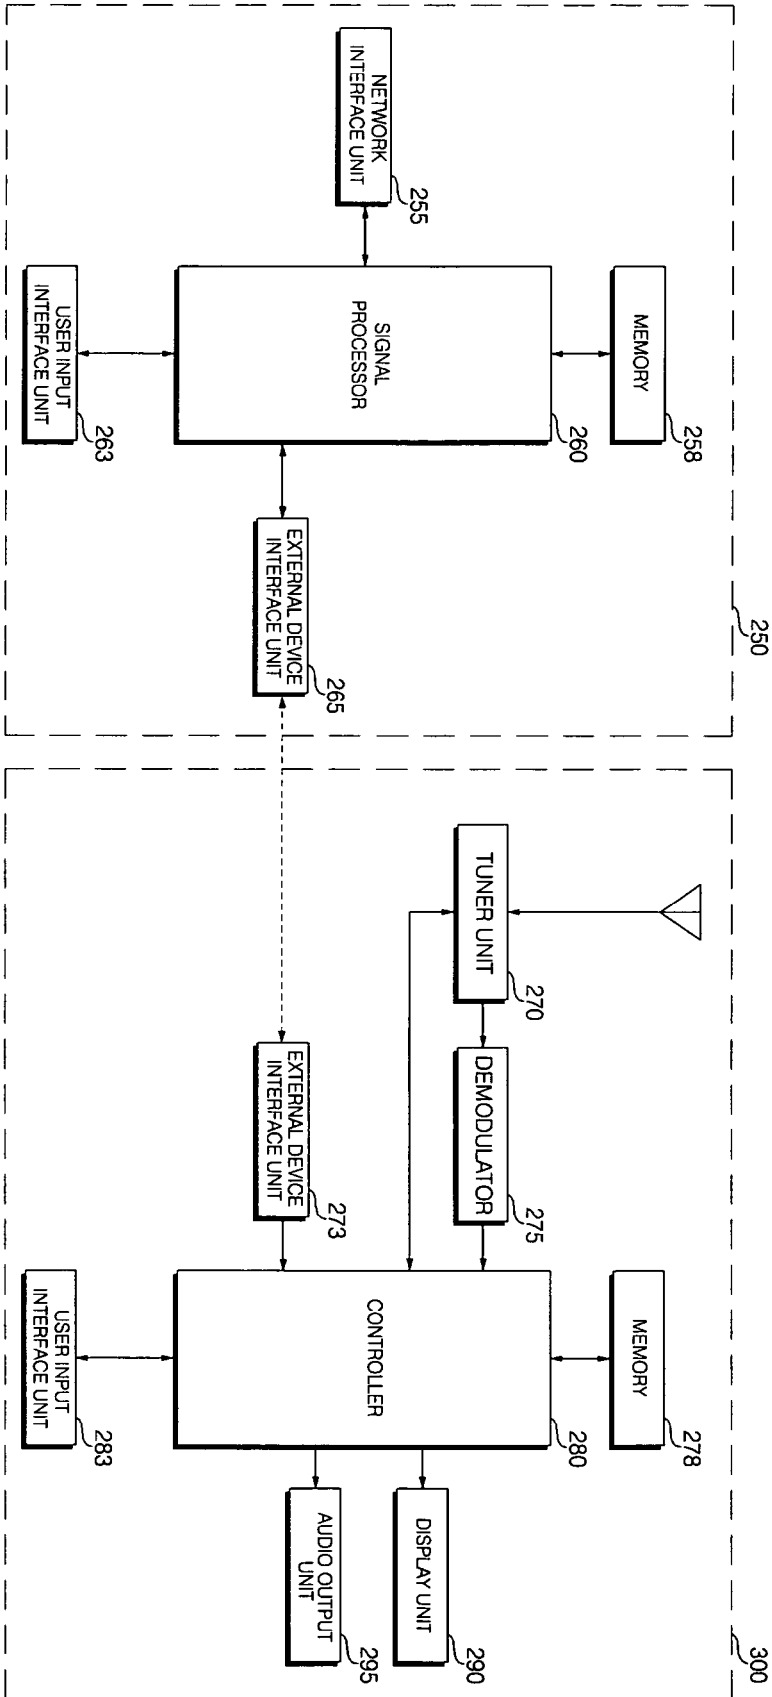 250
MEMORY
258
NETWORK
INTERFACE UNIT
255
SIGNAL
PROCESSOR
260
EXTERNAL DEVICE
INTERFACE UNIT
265
USER INPUT
INTERFACE UNIT
263
300
TUNER UNIT
270
DEMODULATOR
275
MEMORY
278
EXTERNAL DEVICE
INTERFACE UNIT
273
CONTROLLER
280
DISPLAY UNIT
290
AUDIO OUTPUT
UNIT
295
USER INPUT
INTERFACE UNIT
283